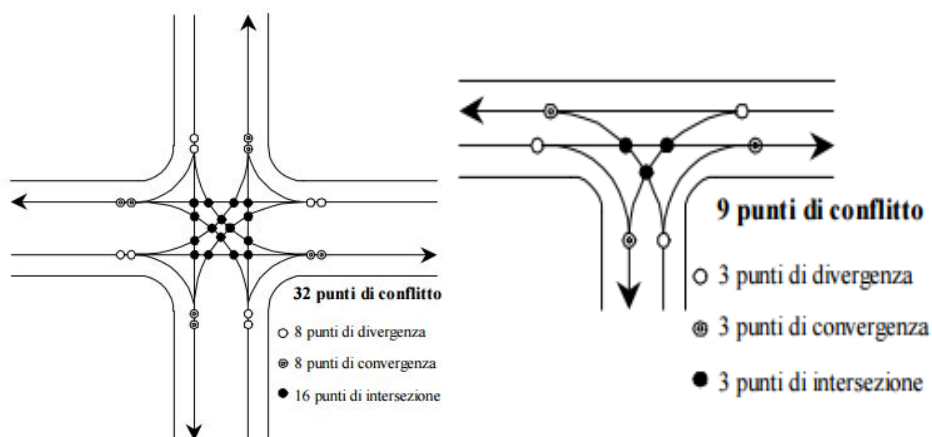 32 punti di conflitto
8 punti di divergenza
8 punti di convergenza
16 punti di intersezione
9 punti di conflitto
3 punti di divergenza
3 punti di convergenza
3 punti di intersezione